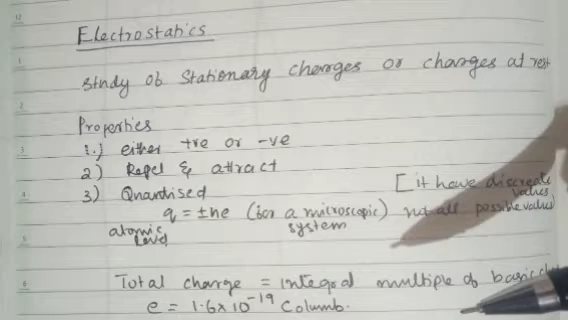 Electrostatics
Study of Stationary charges or charges at rest
Properties
1.) either +ve or -ve
2) Repel & attract
3) Quantised [it have discrete values
q = ±ne (for a microscopic) not all possible values
atomic level system
Total charge = integral multiple of basic
e = 1.6x10^-19 Columb.